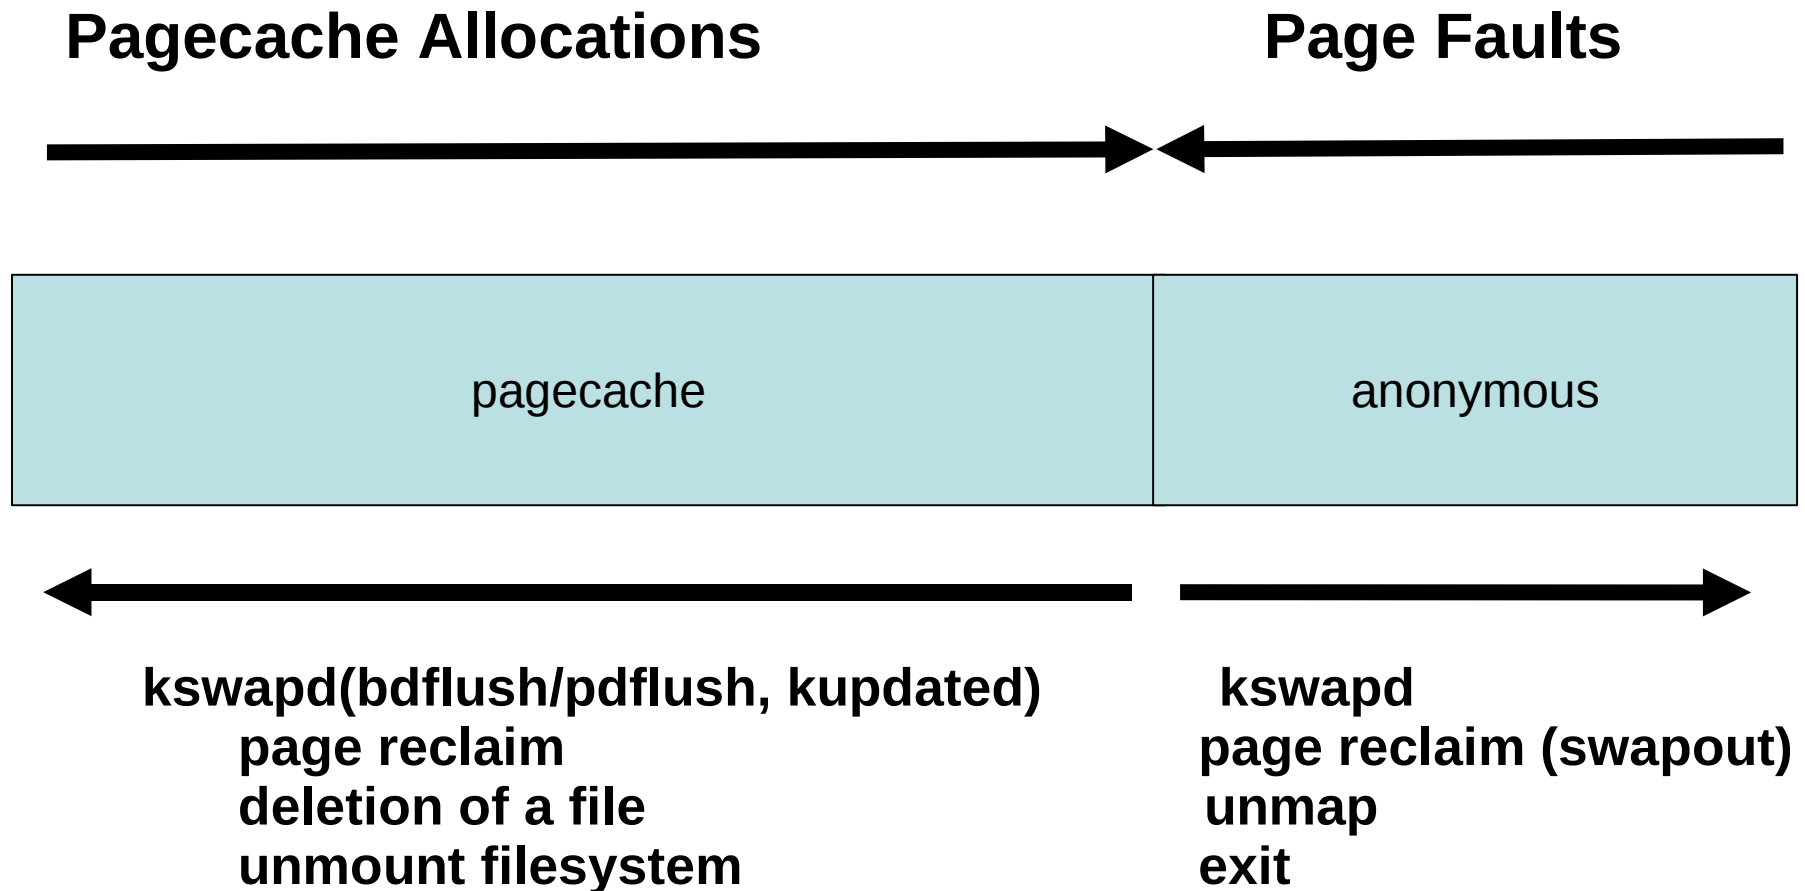 Pagecache Allocations
Page Faults
pagecache
anonymous
kswapd(bdflush/pdflush, kupdated)
page reclaim
deletion of a file
unmount filesystem
kswapd
page reclaim (swapout)
unmap
exit